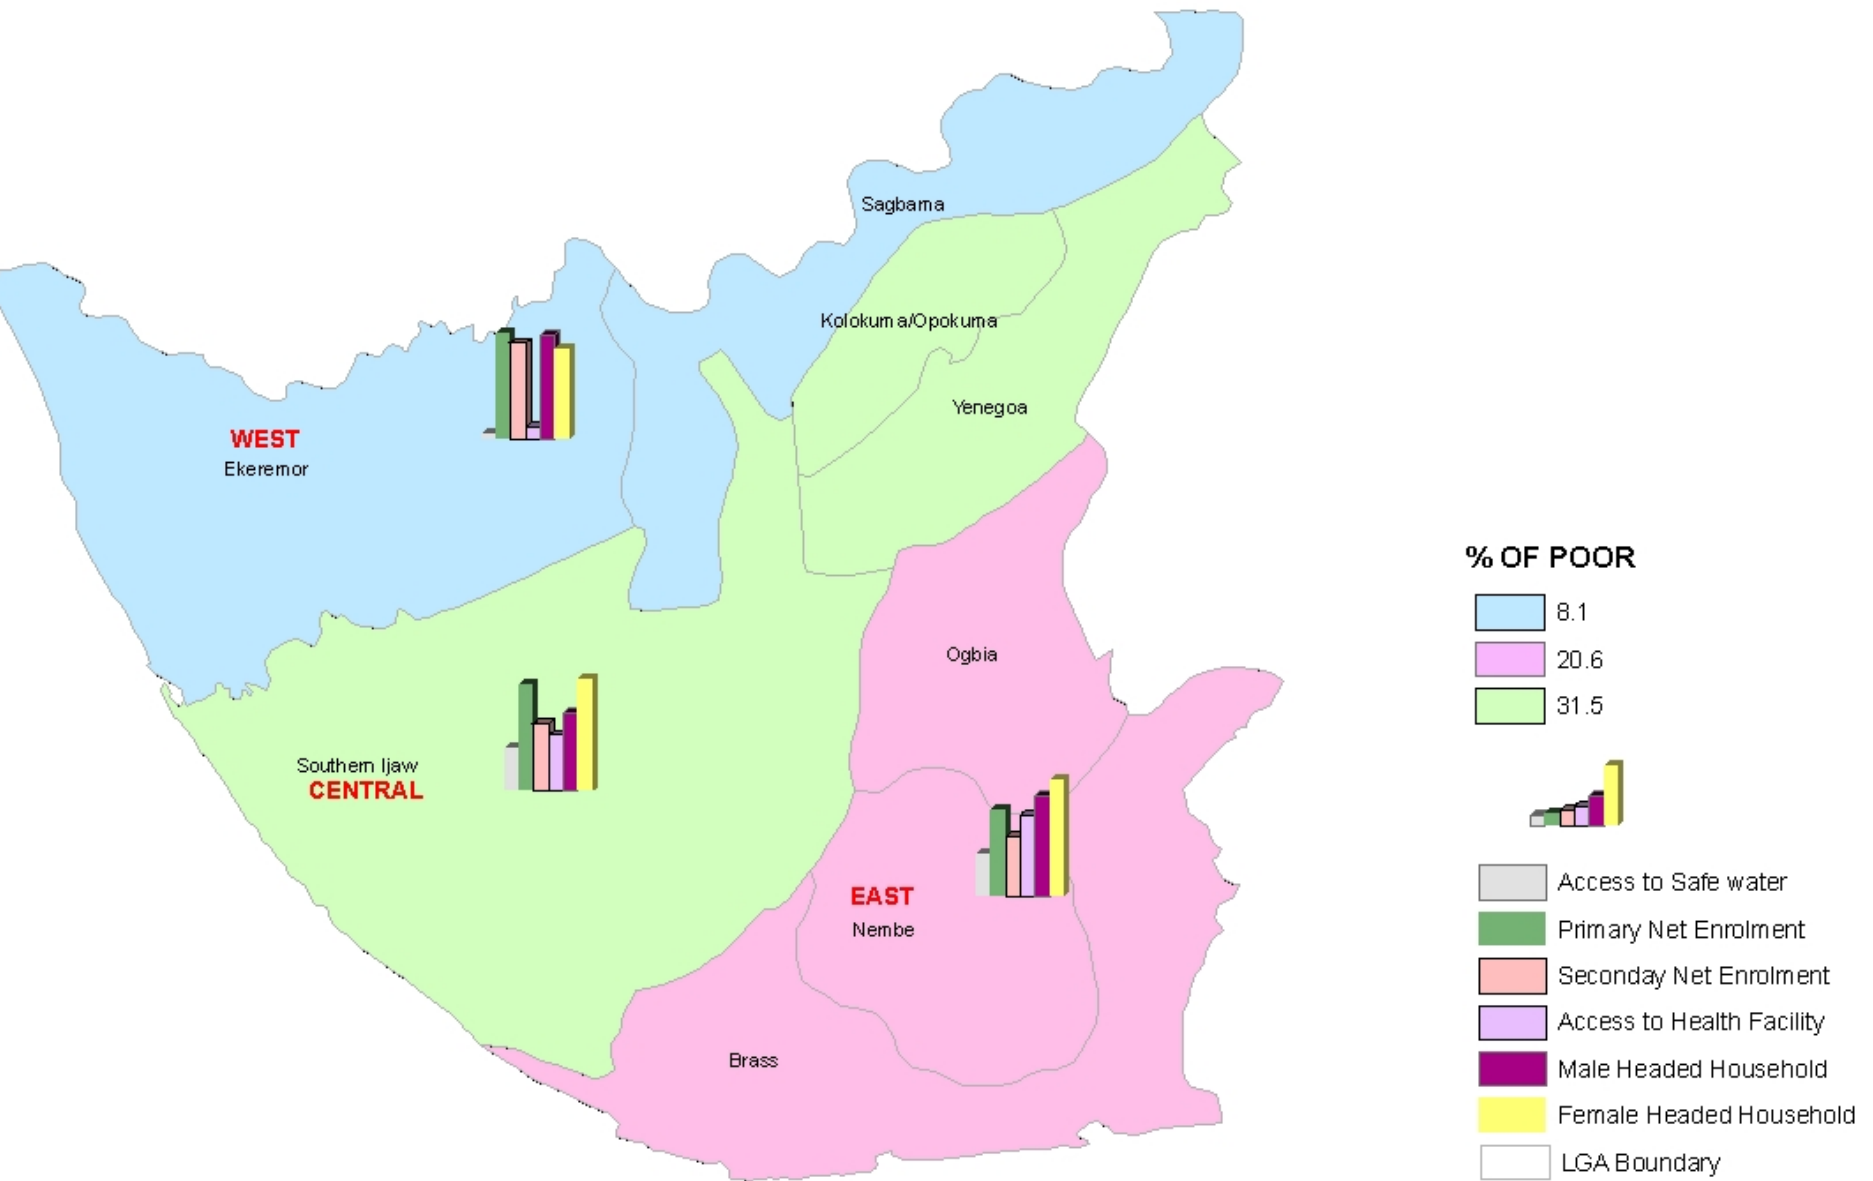 Sagbama
Kolokuma/Opokuma
Yenegoa
WEST
Ekeremor
Ogbia
Southern Ijaw
CENTRAL
EAST
Nembe
Brass
% OF POOR
8.1
20.6
31.5
Access to Safe water
Primary Net Enrolment
Seconday Net Enrolment
Access to Health Facility
Male Headed Household
Female Headed Household
LGA Boundary